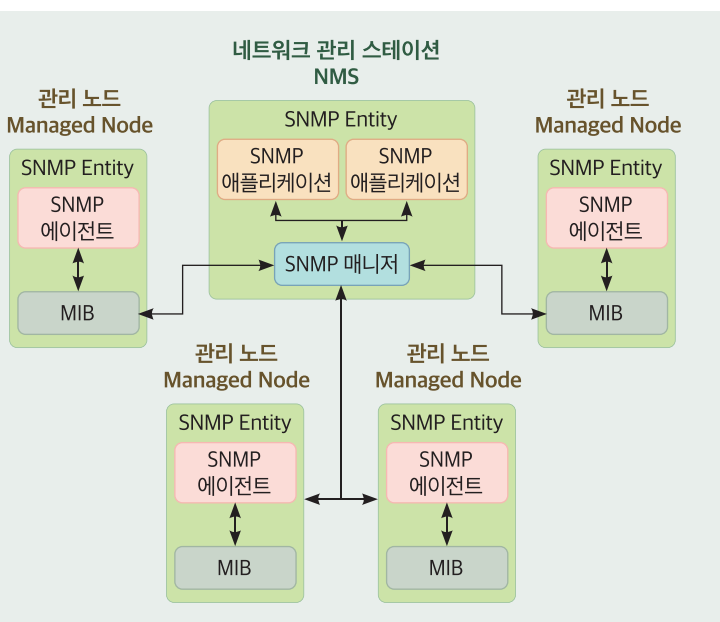 네트워크 관리 스테이션
NMS
관리 노드
Managed Node
관리 노드
Managed Node
SNMP Entity
SNMP
애플리케이션
SNMP
애플리케이션
SNMP 매니저
SNMP Entity
SNMP
에이전트
MIB
SNMP Entity
SNMP
에이전트
MIB
관리 노드
Managed Node
SNMP Entity
SNMP
에이전트
MIB
관리 노드
Managed Node
SNMP Entity
SNMP
에이전트
MIB